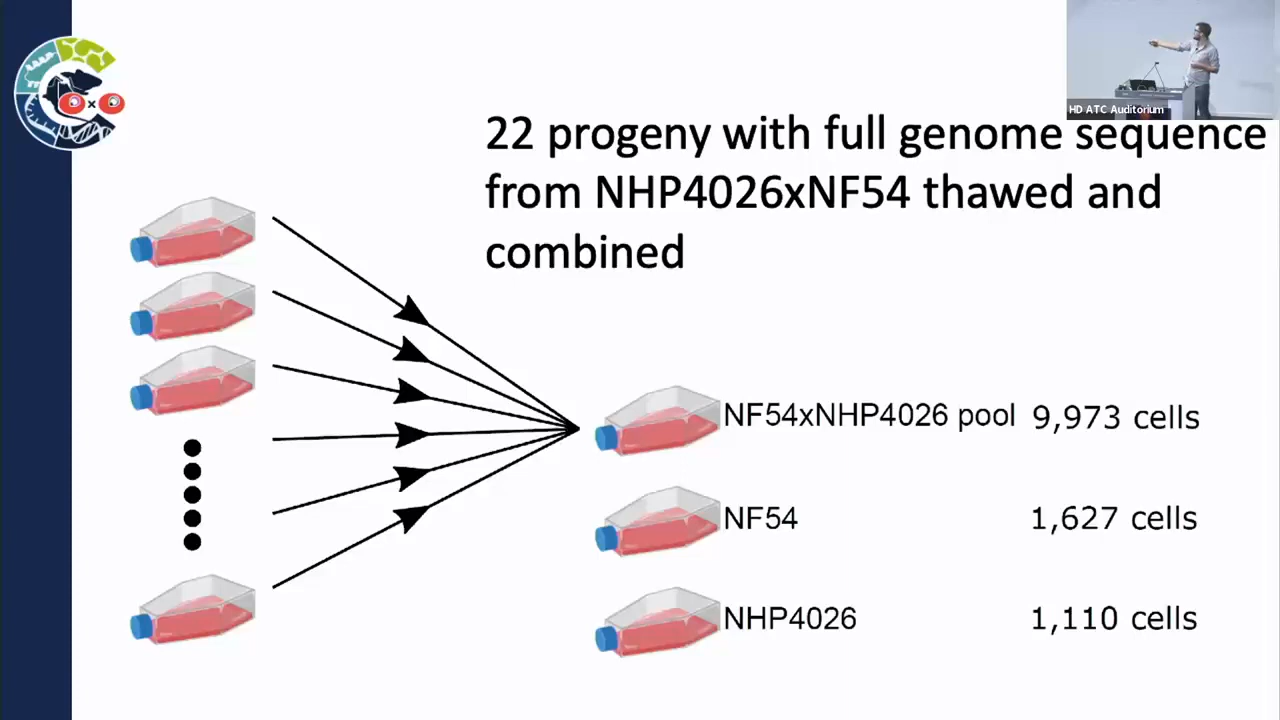 HD ATC Auditorium
22 progeny with full genome sequence
from NHP4026xNF54 thawed and
combined
NF54xNHP4026 pool 9,973 cells
NF54 1,627 cells
NHP4026 1,110 cells